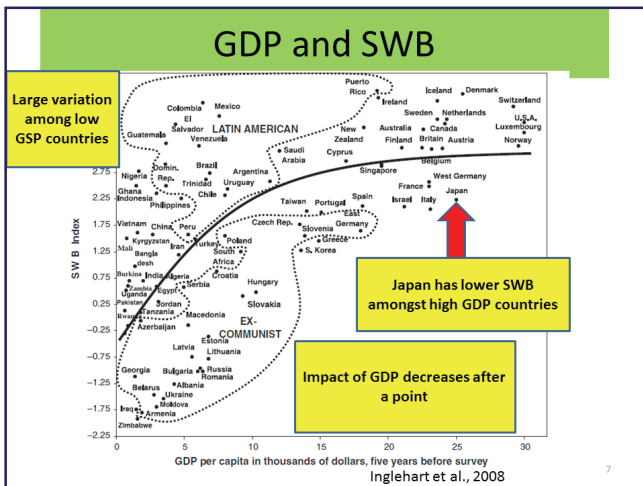 GDP and SWB
Large variation
among low
GSP countries
Puerto
Rico
Ireland
Iceland
Denmark
Switzerland
Colombia
Mexico
El
Salvador
Sweden
Netherlands
U.S.A.
Luxembourg
LATIN AMERICAN
Guatemala
Venezuela
New
Zealand
Australia
Canada
Finland
Britain
Austria
Norway
Saudi
Arabia
Cyprus
Belgium
Singapore
2.75
Domin.
Rep.
Brazil
Argentina
Nigeria
Trinidad
Uruguay
West Germany
France
Japan
Ghana
Indonesia
Chile
2.25
Philippines
Taiwan
Portugal
Spain
Israel
Italy
East
Germany
Czech Rep.
Vietnam
China
Peru
1.75
Kyrgyzstan
Turkey
Poland
Slovenia
Greece
Mali
Iran
1.25
South
Africa
S. Korea
Bangla
desh
SWB Index
0.75
Burkina
India
Algeria
Croatia
Zambia
Egypt
Serbia
Hungary
Uganda
0.25
Pakistan
Jordan
Slovakia
Rwanda
Tanzania
−0.25
Azerbaijan
Macedonia
EX-
COMMUNIST
Estonia
−0.75
Latvia
Lithuania
Georgia
Bulgaria
Russia
Romania
−1.25
Albania
Belarus
Ukraine
Moldova
−1.75
Iraq
Armenia
Zimbabwe
−2.25
0
5
10
15
20
25
30
GDP per capita in thousands of dollars, five years before survey
Japan has lower SWB
amongst high GDP countries
Impact of GDP decreases after
a point
Inglehart et al., 2008
7